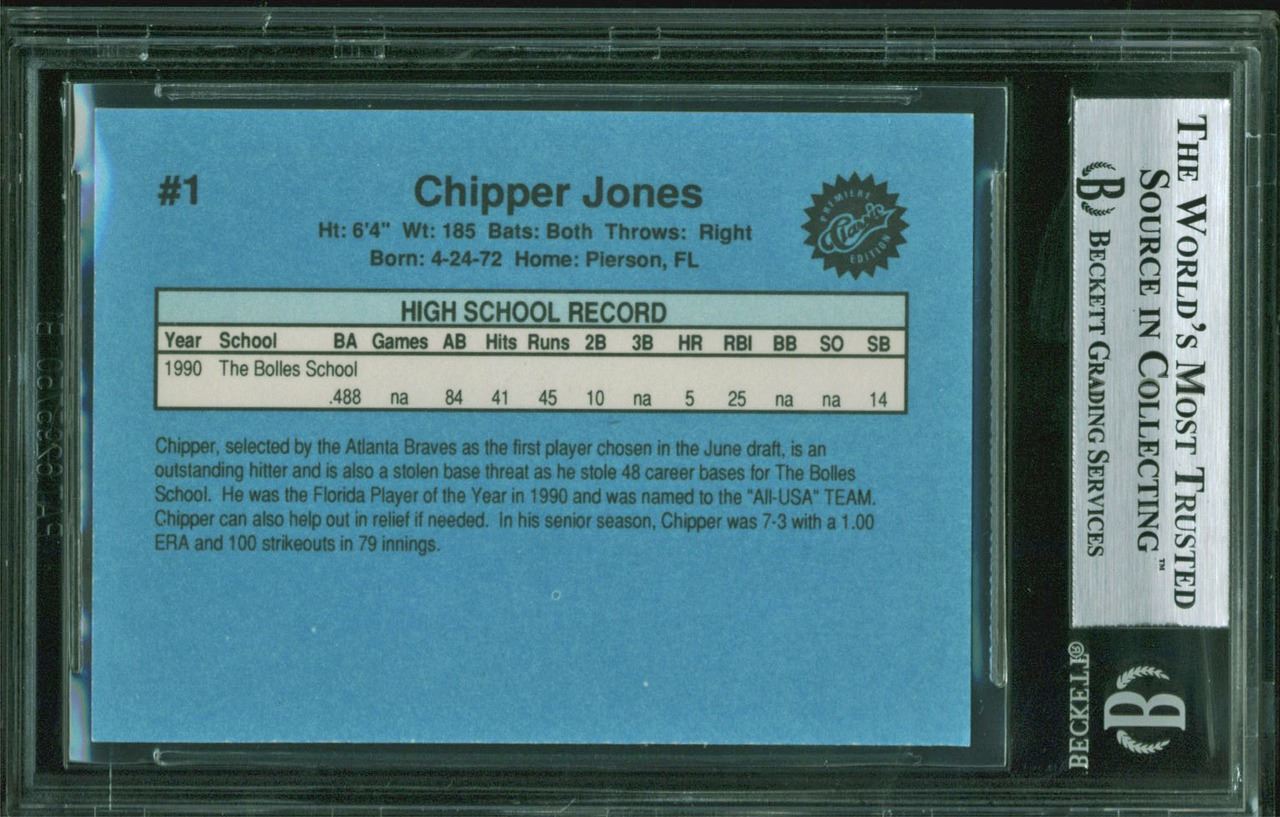 #1
Chipper Jones
PREMIERE
Classic
EDITION
Ht: 6'4" Wt: 185 Bats: Both Throws: Right
Born: 4-24-72 Home: Pierson, FL
HIGH SCHOOL RECORD
Year School BA Games AB Hits Runs 2B 3B HR RBI BB SO SB
1990 The Bolles School
.488 na 84 41 45 10 na 5 25 na na 14
Chipper, selected by the Atlanta Braves as the first player chosen in the June draft, is an
outstanding hitter and is also a stolen base threat as he stole 48 career bases for The Bolles
School. He was the Florida Player of the Year in 1990 and was named to the "All-USA" TEAM.
Chipper can also help out in relief if needed. In his senior season, Chipper was 7-3 with a 1.00
ERA and 100 strikeouts in 79 innings.
THE WORLD'S MOST TRUSTED
SOURCE IN COLLECTING™
B BECKETT GRADING SERVICES
BECKETT®
B